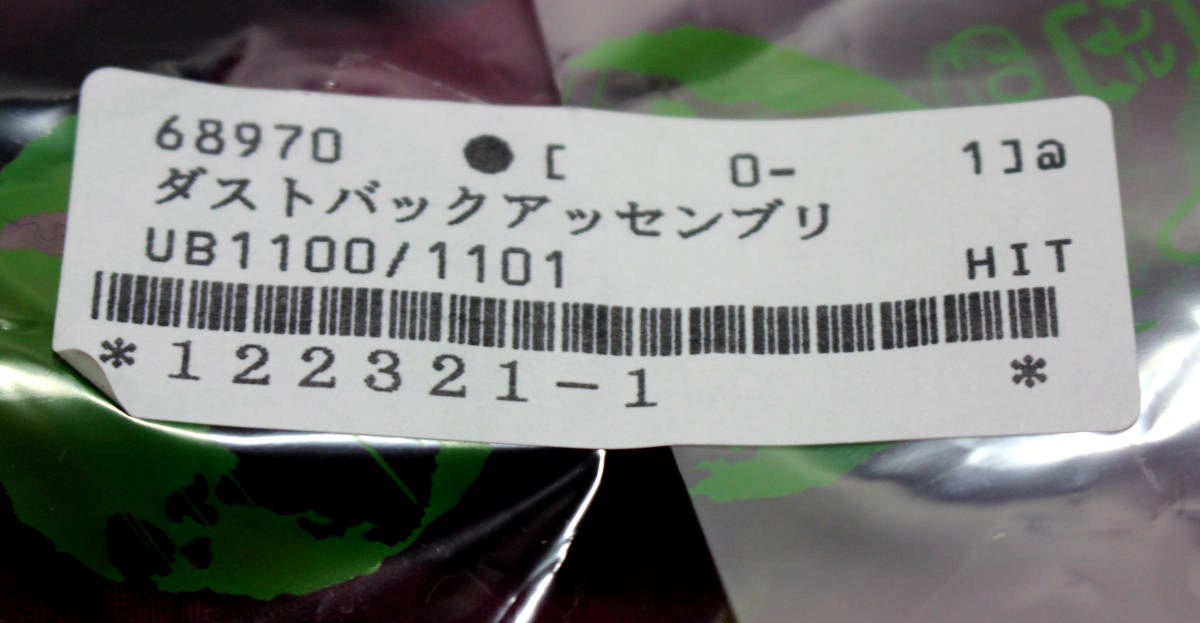 68970 ● [ 0- 1]@
ダストバックアッセンブリ
UB1100/1101 HIT
*122321-1 *